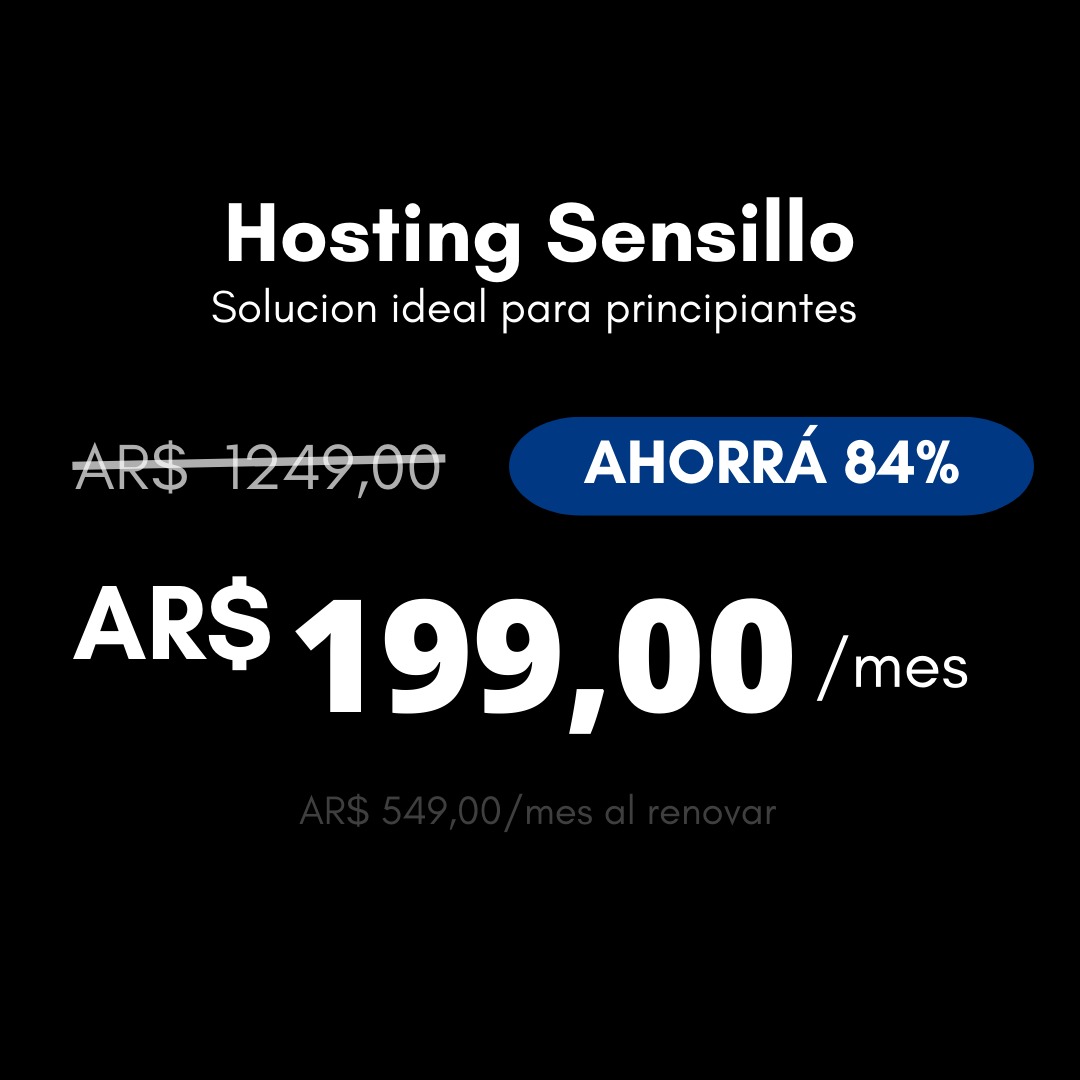 Hosting Sensillo
Solucion ideal para principiantes
AR$ 1249,00
AHORRÁ 84%
AR$ 199,00 /mes
AR$ 549,00/mes al renovar